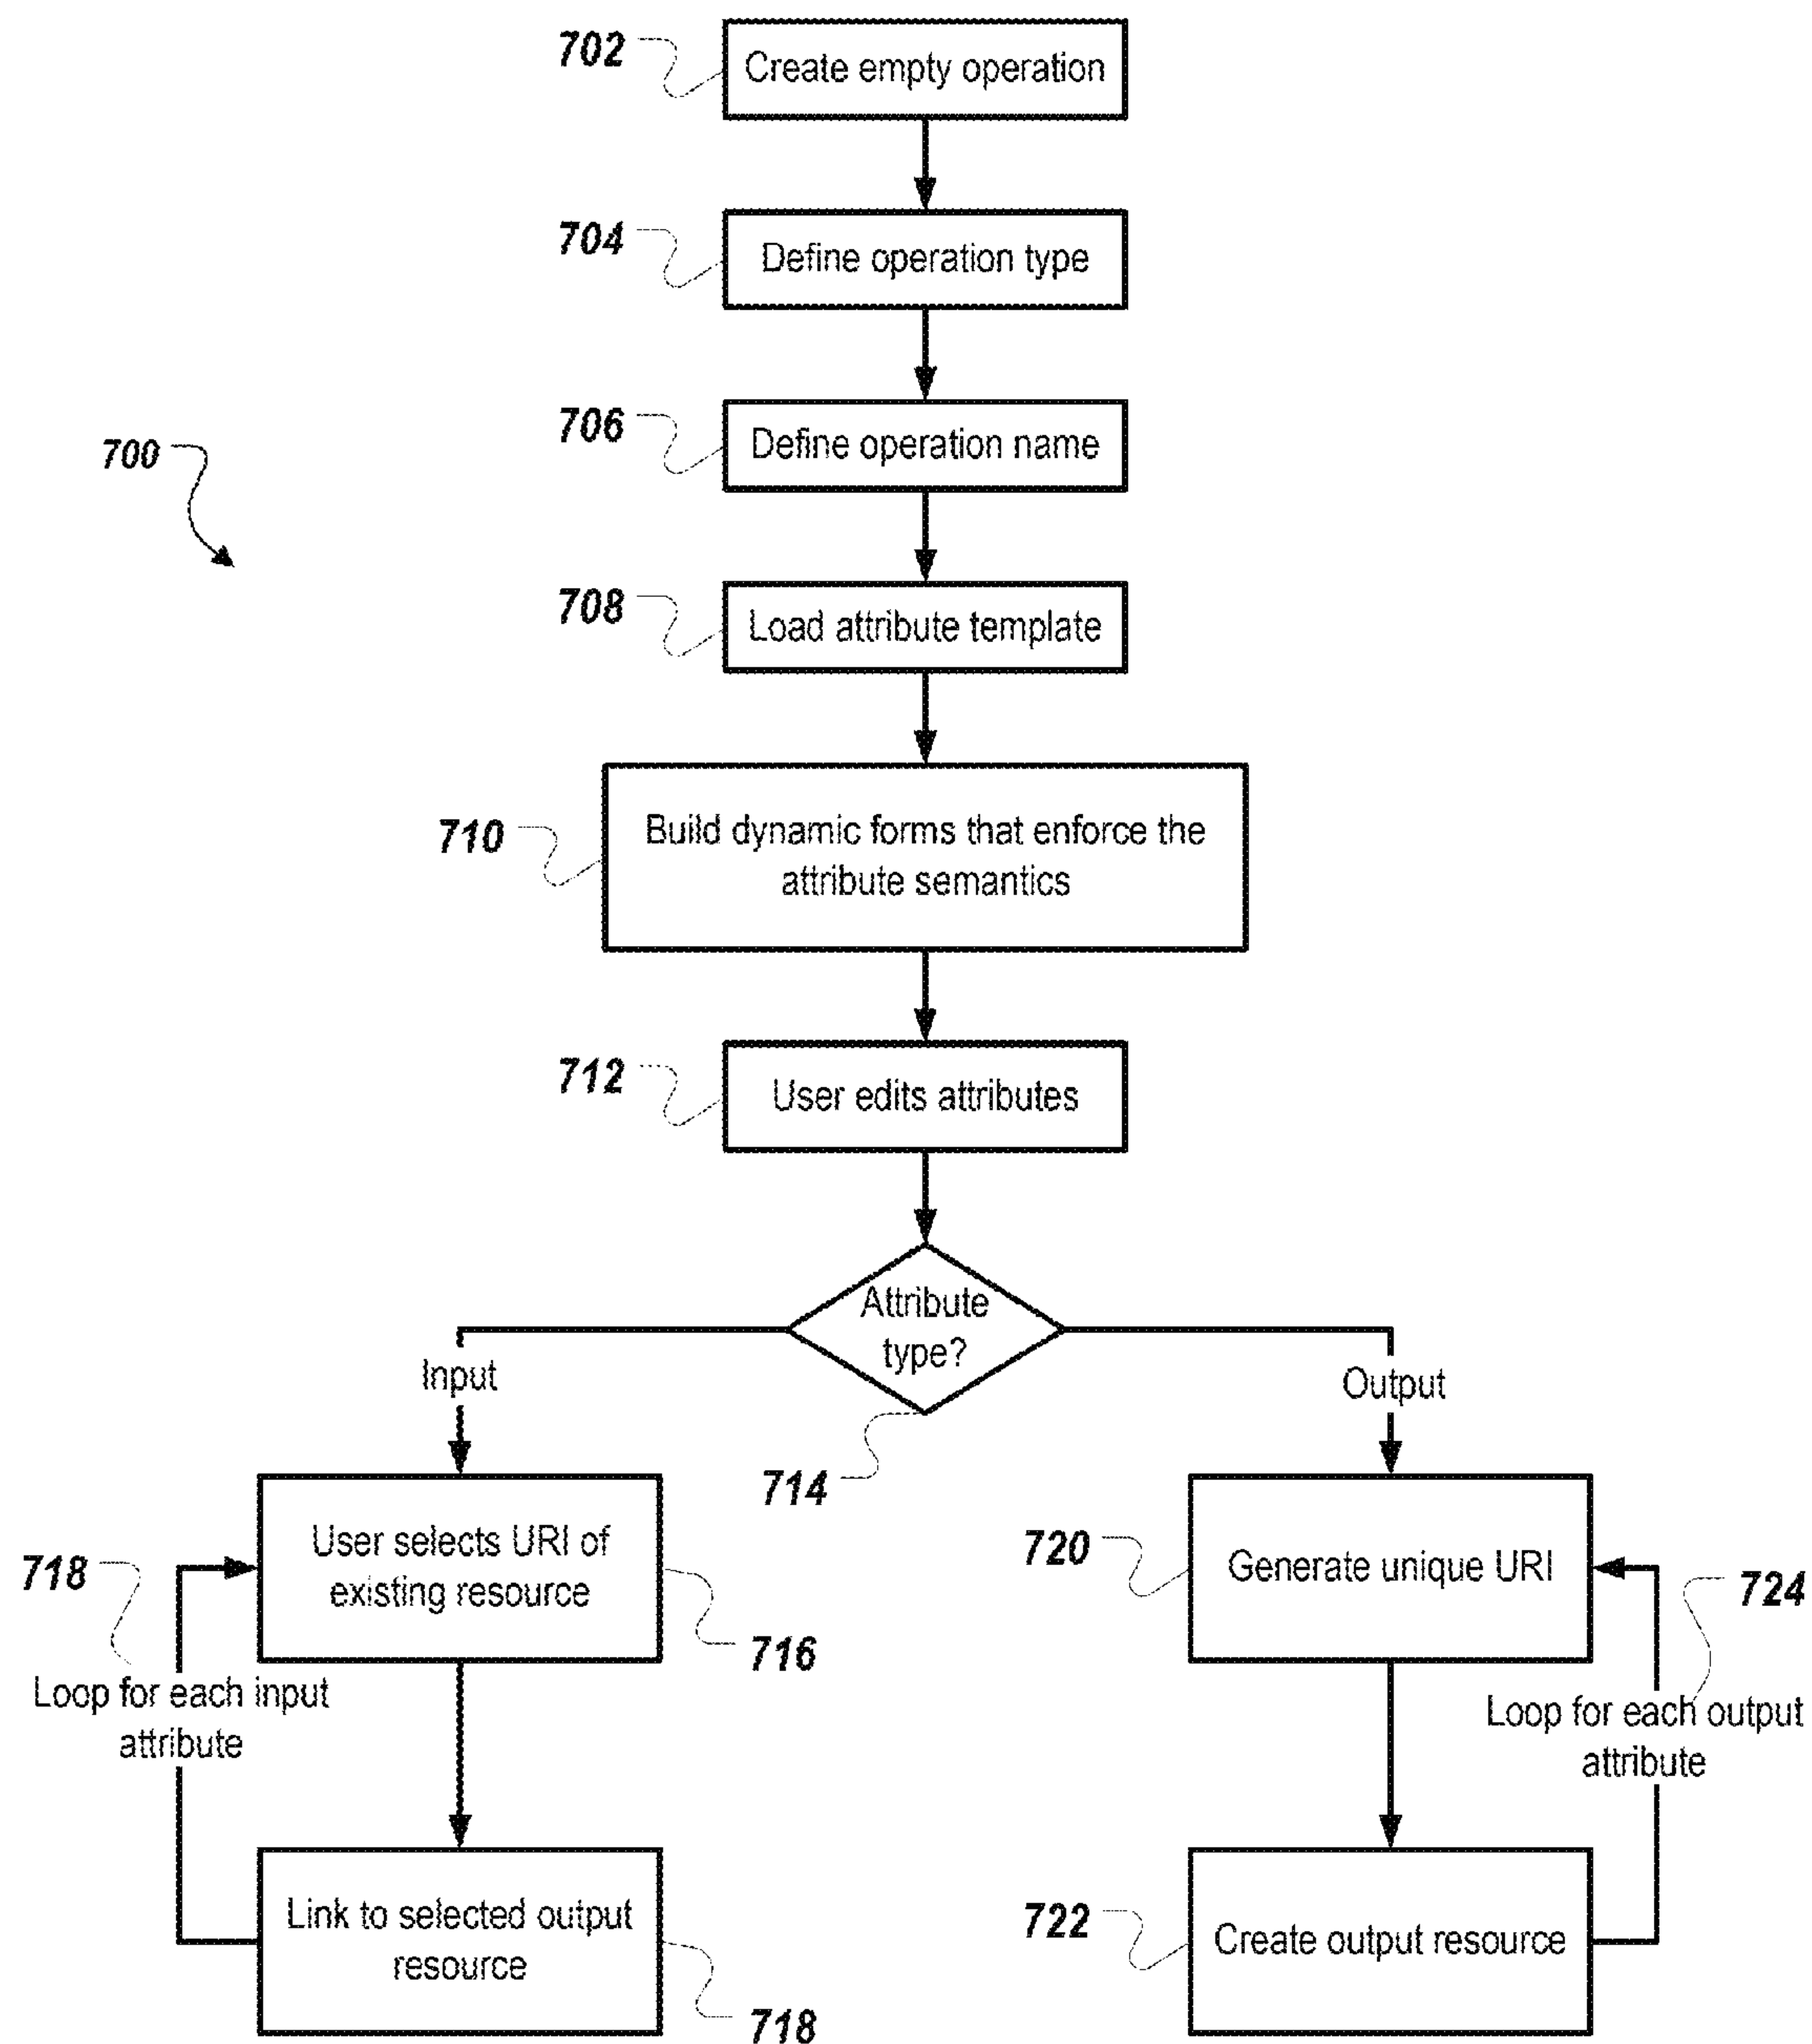 702
Create empty operation
704
Define operation type
706
Define operation name
700
708
Load attribute template
710
Build dynamic forms that enforce the
attribute semantics
712
User edits attributes
Attribute
type?
Input
Output
714
718
User selects URI of
existing resource
716
720
Generate unique URI
724
Loop for each input
attribute
Loop for each output
attribute
Link to selected output
resource
718
722
Create output resource